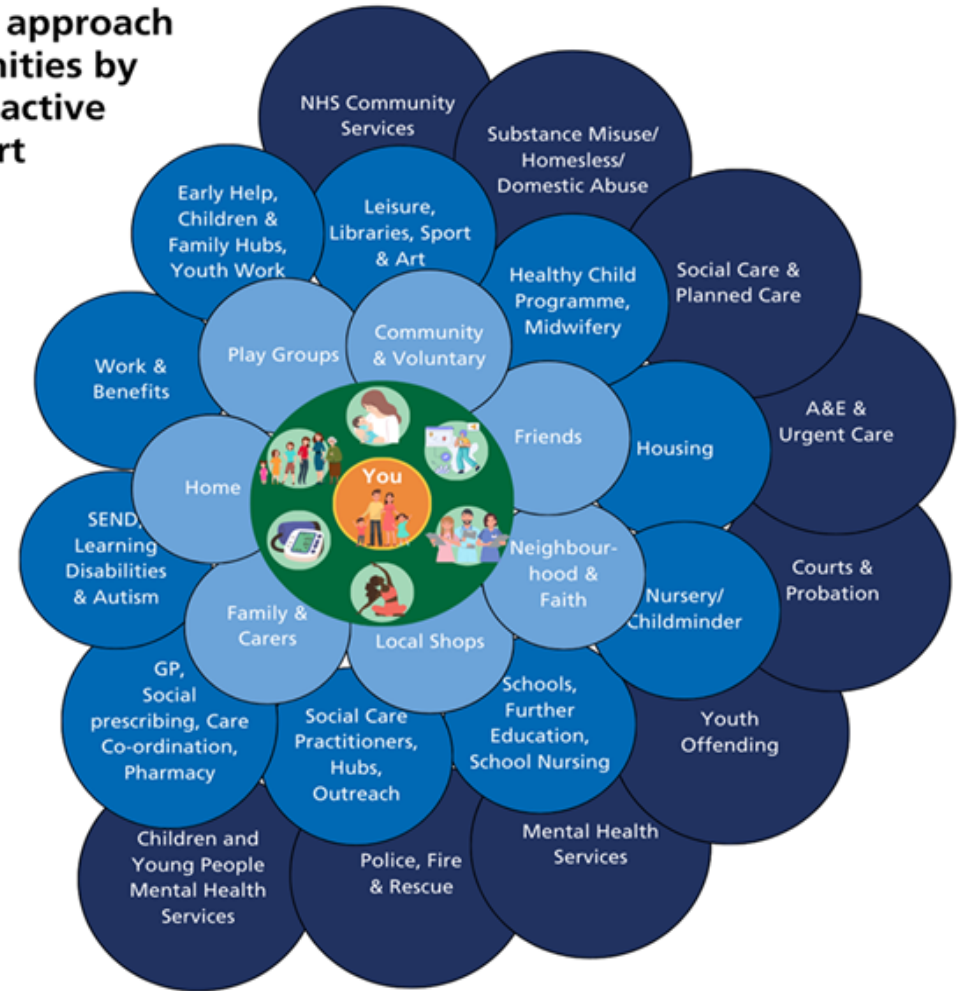 approach
nities by
active
rt
NHS Community
Services
Substance Misuse/
Homesless/
Domestic Abuse
Early Help,
Children &
Family Hubs,
Youth Work
Leisure,
Libraries, Sport
& Art
Healthy Child
Programme,
Midwifery
Social Care &
Planned Care
Play Groups
Community
& Voluntary
Work &
Benefits
A&E &
Urgent Care
Friends
Housing
Home
You
SEND,
Learning
Disabilities
& Autism
Neighbour-
hood &
Faith
Nursery/
Childminder
Courts &
Probation
Family &
Carers
Local Shops
GP,
Social
prescribing, Care
Co-ordination,
Pharmacy
Social Care
Practitioners,
Hubs,
Outreach
Schools,
Further
Education,
School Nursing
Youth
Offending
Children and
Young People
Mental Health
Services
Police, Fire
& Rescue
Mental Health
Services